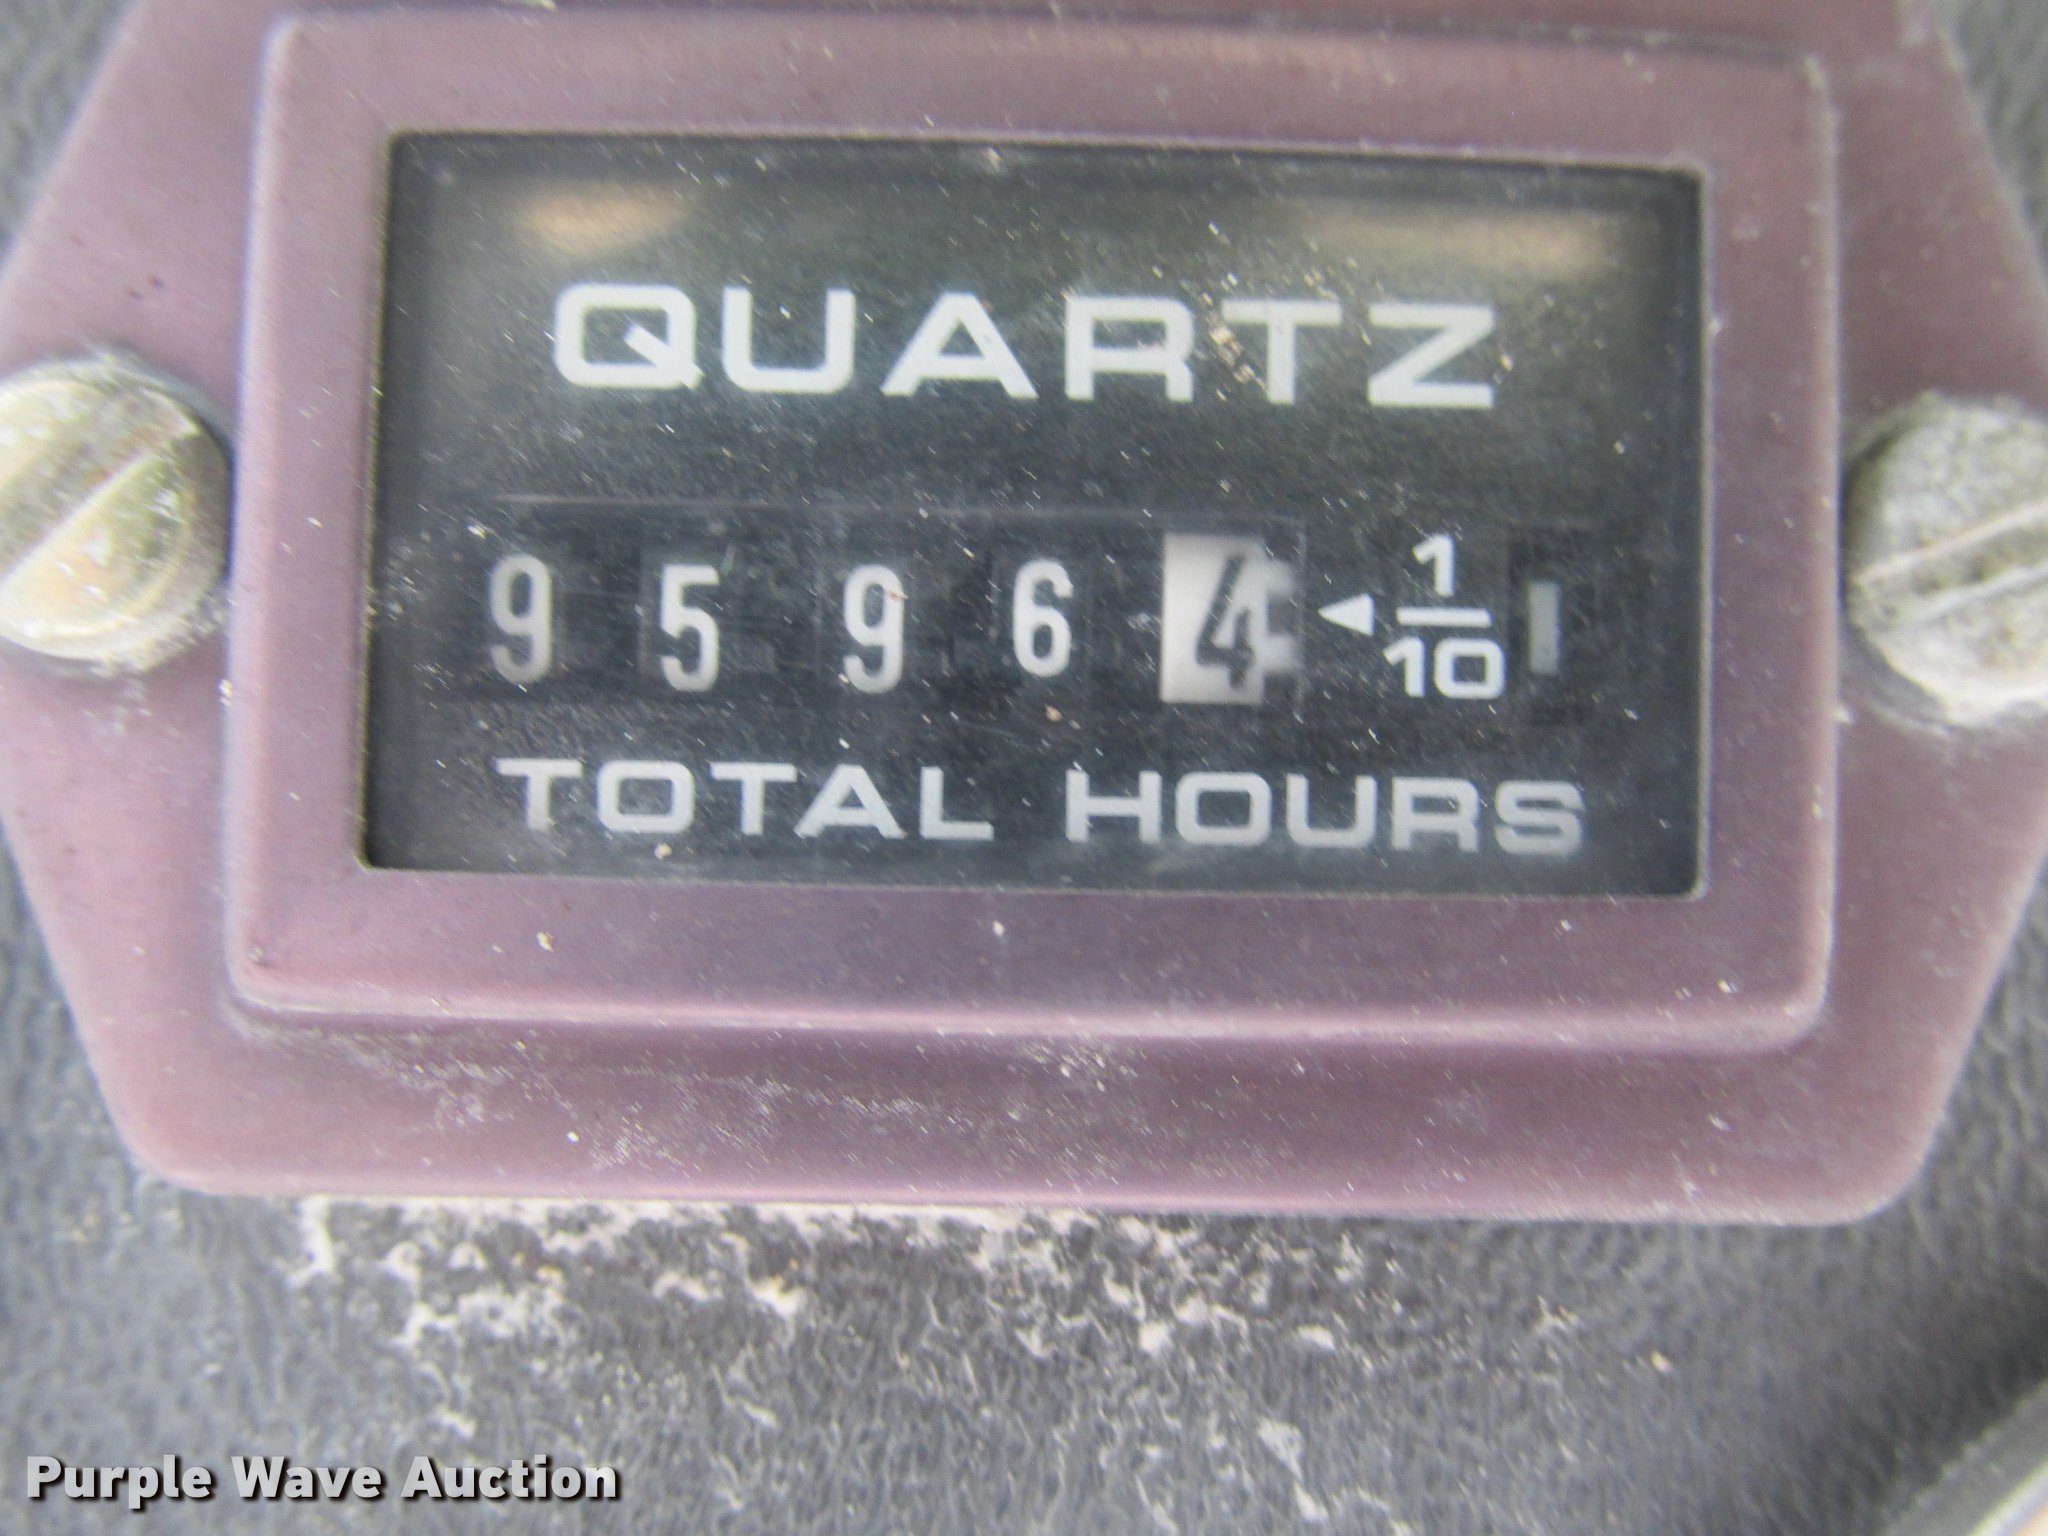 QUARTZ
9 5 9 6 4 ◄ 1/10
TOTAL HOURS
Purple Wave Auction